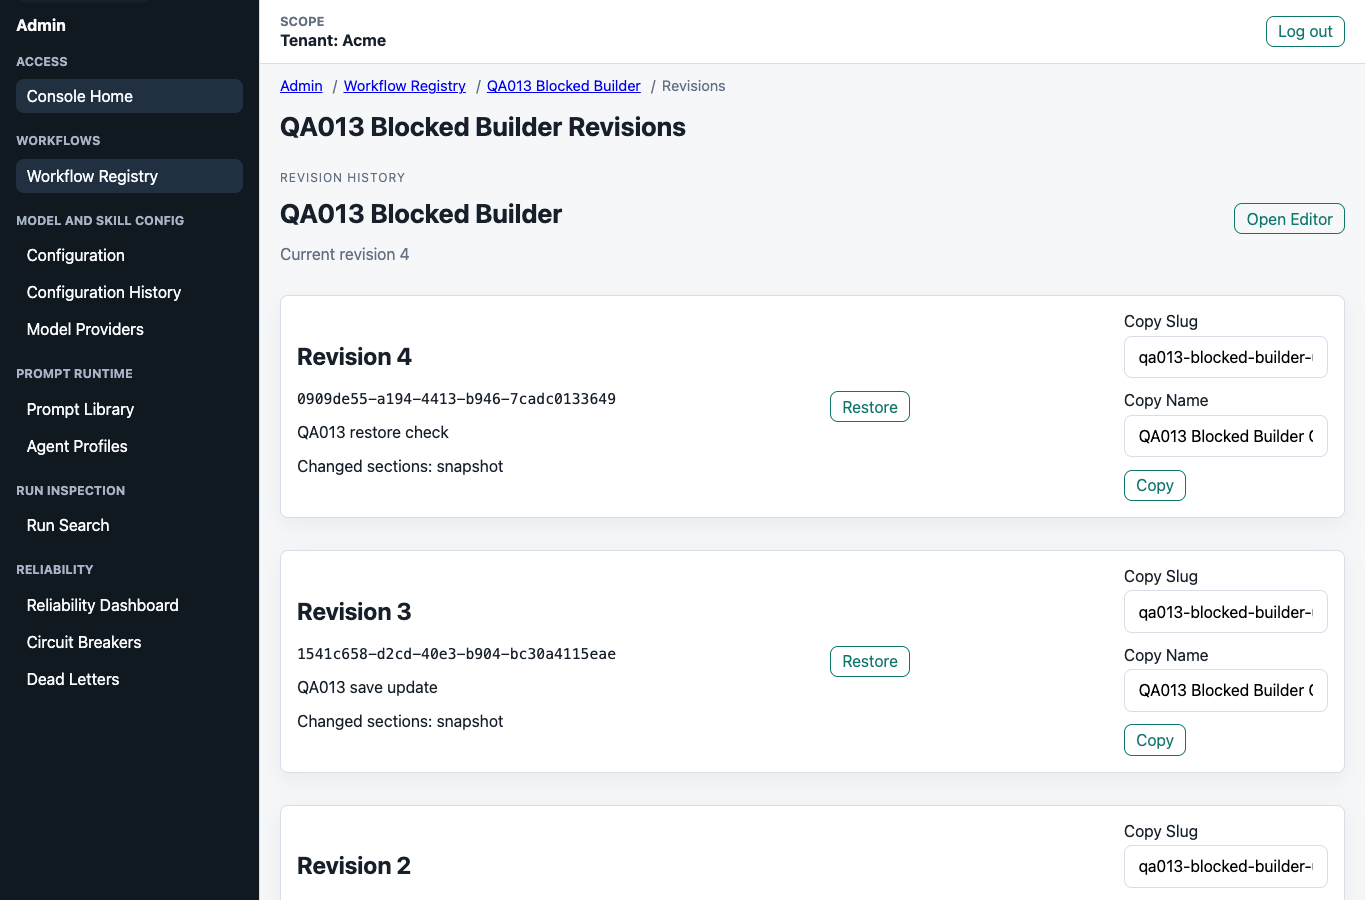 Admin
ACCESS
Console Home
WORKFLOWS
Workflow Registry
MODEL AND SKILL CONFIG
Configuration
Configuration History
Model Providers
PROMPT RUNTIME
Prompt Library
Agent Profiles
RUN INSPECTION
Run Search
RELIABILITY
Reliability Dashboard
Circuit Breakers
Dead Letters
SCOPE
Tenant: Acme
Log out
Admin / Workflow Registry / QA013 Blocked Builder / Revisions
QA013 Blocked Builder Revisions
REVISION HISTORY
QA013 Blocked Builder
Open Editor
Current revision 4
Revision 4
0909de55-a194-4413-b946-7cadc0133649
QA013 restore check
Changed sections: snapshot
Restore
Copy Slug
qa013-blocked-builder-
Copy Name
QA013 Blocked Builder
Copy
Revision 3
1541c658-d2cd-40e3-b904-bc30a4115eae
QA013 save update
Changed sections: snapshot
Restore
Copy Slug
qa013-blocked-builder-
Copy Name
QA013 Blocked Builder
Copy
Revision 2
Copy Slug
qa013-blocked-builder-